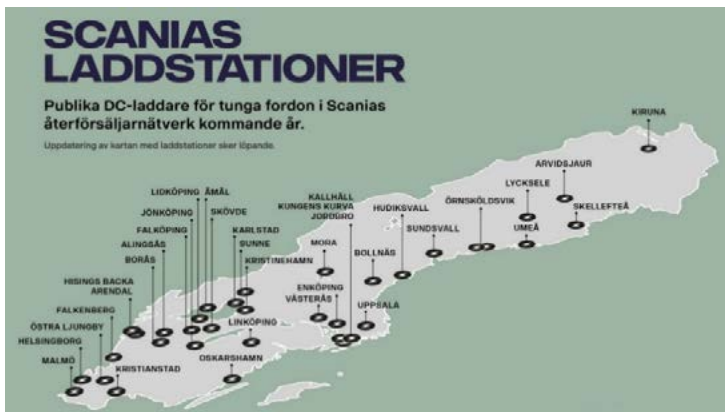 SCANIAS
LADDSTATIONER
Publika DC-laddare för tunga fordon i Scanias
återförsäljarnätverk kommande år.
Uppdatering av kartan med laddstationer sker löpande.
KIRUNA
ARVIDSJAUR
LYCKSELE
SKELLEFTEÅ
ÖRNSKÖLDSVIK
UMEÅ
LIDKÖPING
ÅMÅL
KALLHÄLL
KUNGENS KURVA
JORDBRO
HUDIKSVALL
SUNDSVALL
JÖNKÖPING
SKÖVDE
FALKÖPING
KARLSTAD
ALINGSÅS
SUNNE
MORA
BOLLNÄS
BORÅS
KRISTINEHAMN
HISINGS BACKA
ARENDAL
ENKÖPING
VÄSTERÅS
UPPSALA
FALKENBERG
LINKÖPING
ÖSTRA LJUNGBY
HELSINGBORG
MALMÖ
OSKARSHAMN
KRISTIANSTAD